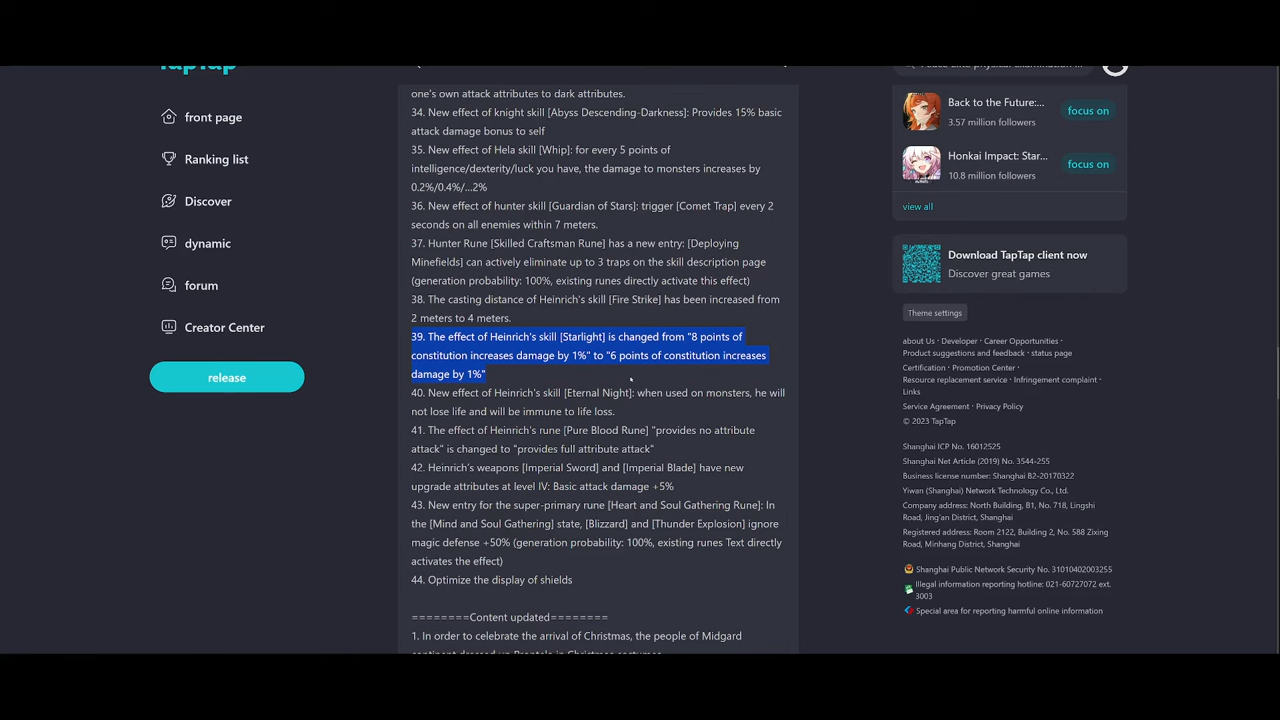 TapTap
front page
Ranking list
Discover
dynamic
forum
Creator Center
release
one's own attack attributes to dark attributes.
34. New effect of knight skill [Abyss Descending-Darkness]: Provides 15% basic
attack damage bonus to self
35. New effect of Hela skill [Whip]: for every 5 points of
intelligence/dexterity/luck you have, the damage to monsters increases by
0.2%/0.4%/...2%
36. New effect of hunter skill [Guardian of Stars]: trigger [Comet Trap] every 2
seconds on all enemies within 7 meters.
37. Hunter Rune [Skilled Craftsman Rune] has a new entry: [Deploying
Minefields] can actively eliminate up to 3 traps on the skill description page
(generation probability: 100%, existing runes directly activate this effect)
38. The casting distance of Heinrich's skill [Fire Strike] has been increased from
2 meters to 4 meters.
39. The effect of Heinrich's skill [Starlight] is changed from "8 points of
constitution increases damage by 1%" to "6 points of constitution increases
damage by 1%"
40. New effect of Heinrich's skill [Eternal Night]: when used on monsters, he will
not lose life and will be immune to life loss.
41. The effect of Heinrich's rune [Pure Blood Rune] "provides no attribute
attack" is changed to "provides full attribute attack"
42. Heinrich's weapons [Imperial Sword] and [Imperial Blade] have new
upgrade attributes at level IV: Basic attack damage +5%
43. New entry for the super-primary rune [Heart and Soul Gathering Rune]: In
the [Mind and Soul Gathering] state, [Blizzard] and [Thunder Explosion] ignore
magic defense +50% (generation probability: 100%, existing runes Text directly
activates the effect)
44. Optimize the display of shields
========Content updated========
1. In order to celebrate the arrival of Christmas, the people of Midgard
Back to the Future:...
3.57 million followers
focus on
Honkai Impact: Star...
10.8 million followers
focus on
view all
Download TapTap client now
Discover great games
Theme settings
about Us · Developer · Career Opportunities ·
Product suggestions and feedback · status page
Certification · Promotion Center ·
Resource replacement service · Infringement complaint ·
Links
Service Agreement · Privacy Policy
© 2023 TapTap
Shanghai ICP No. 16012525
Shanghai Net Article (2019) No. 3544-255
Business license number: Shanghai B2-20170322
Yiwan (Shanghai) Network Technology Co., Ltd.
Company address: North Building, B1, No. 718, Lingshi
Road, Jing'an District, Shanghai
Registered address: Room 2122, Building 2, No. 588 Zixing
Road, Minhang District, Shanghai
Shanghai Public Network Security No. 31010402003255
Illegal information reporting hotline: 021-60727072 ext.
3003
Special area for reporting harmful online information